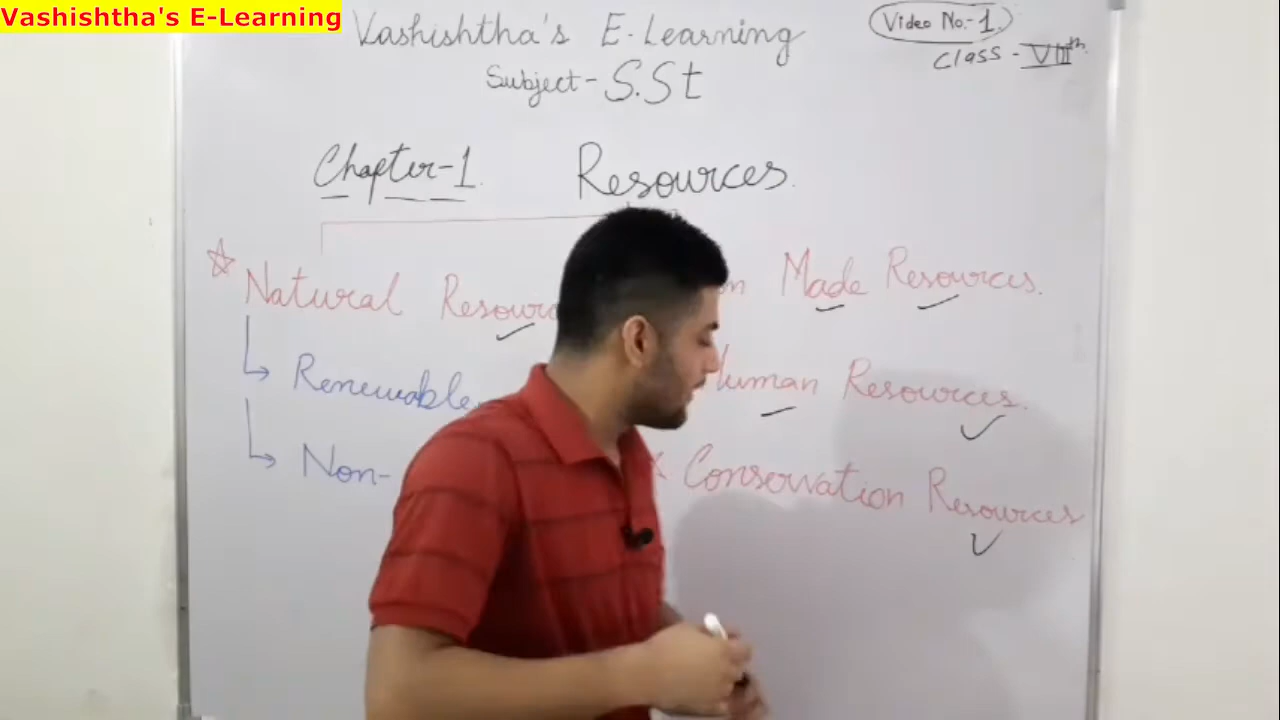 Vashishtha's E-Learning
Vashishtha's E-Learning
Video No.-1
Class - VIIIth
Subject - S.St
Chapter-1. Resources.
Natural Made Resources.
Renewable
Human Resources.
Non-
Conservation Resources